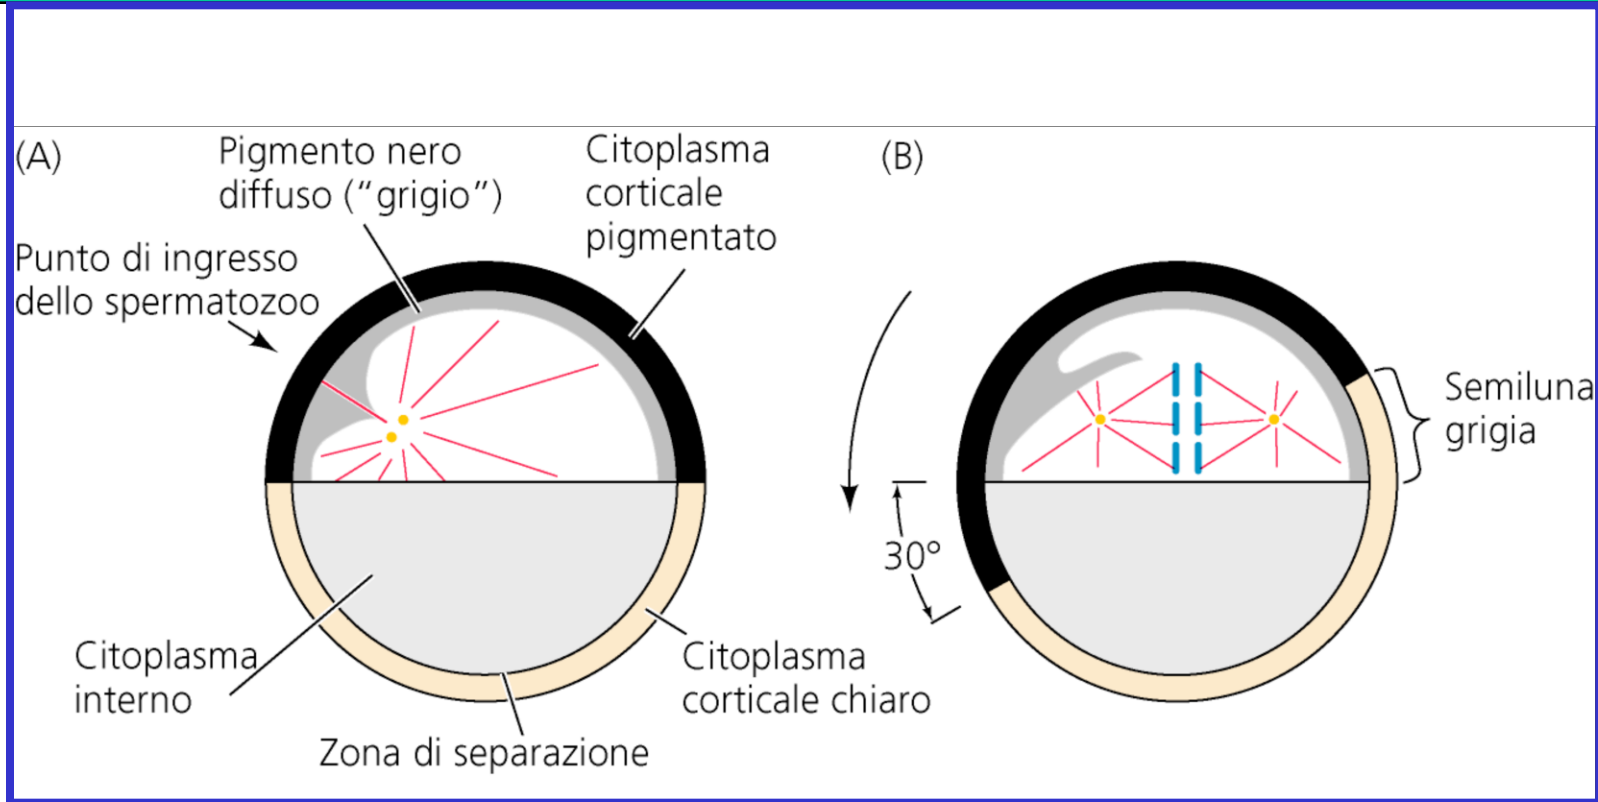 (A)
Pigmento nero
diffuso (“grigio”)
Citoplasma
corticale
pigmentato
Punto di ingresso
dello spermatozoo
Citoplasma
interno
Zona di separazione
Citoplasma
corticale chiaro
(B)
30°
Semiluna
grigia